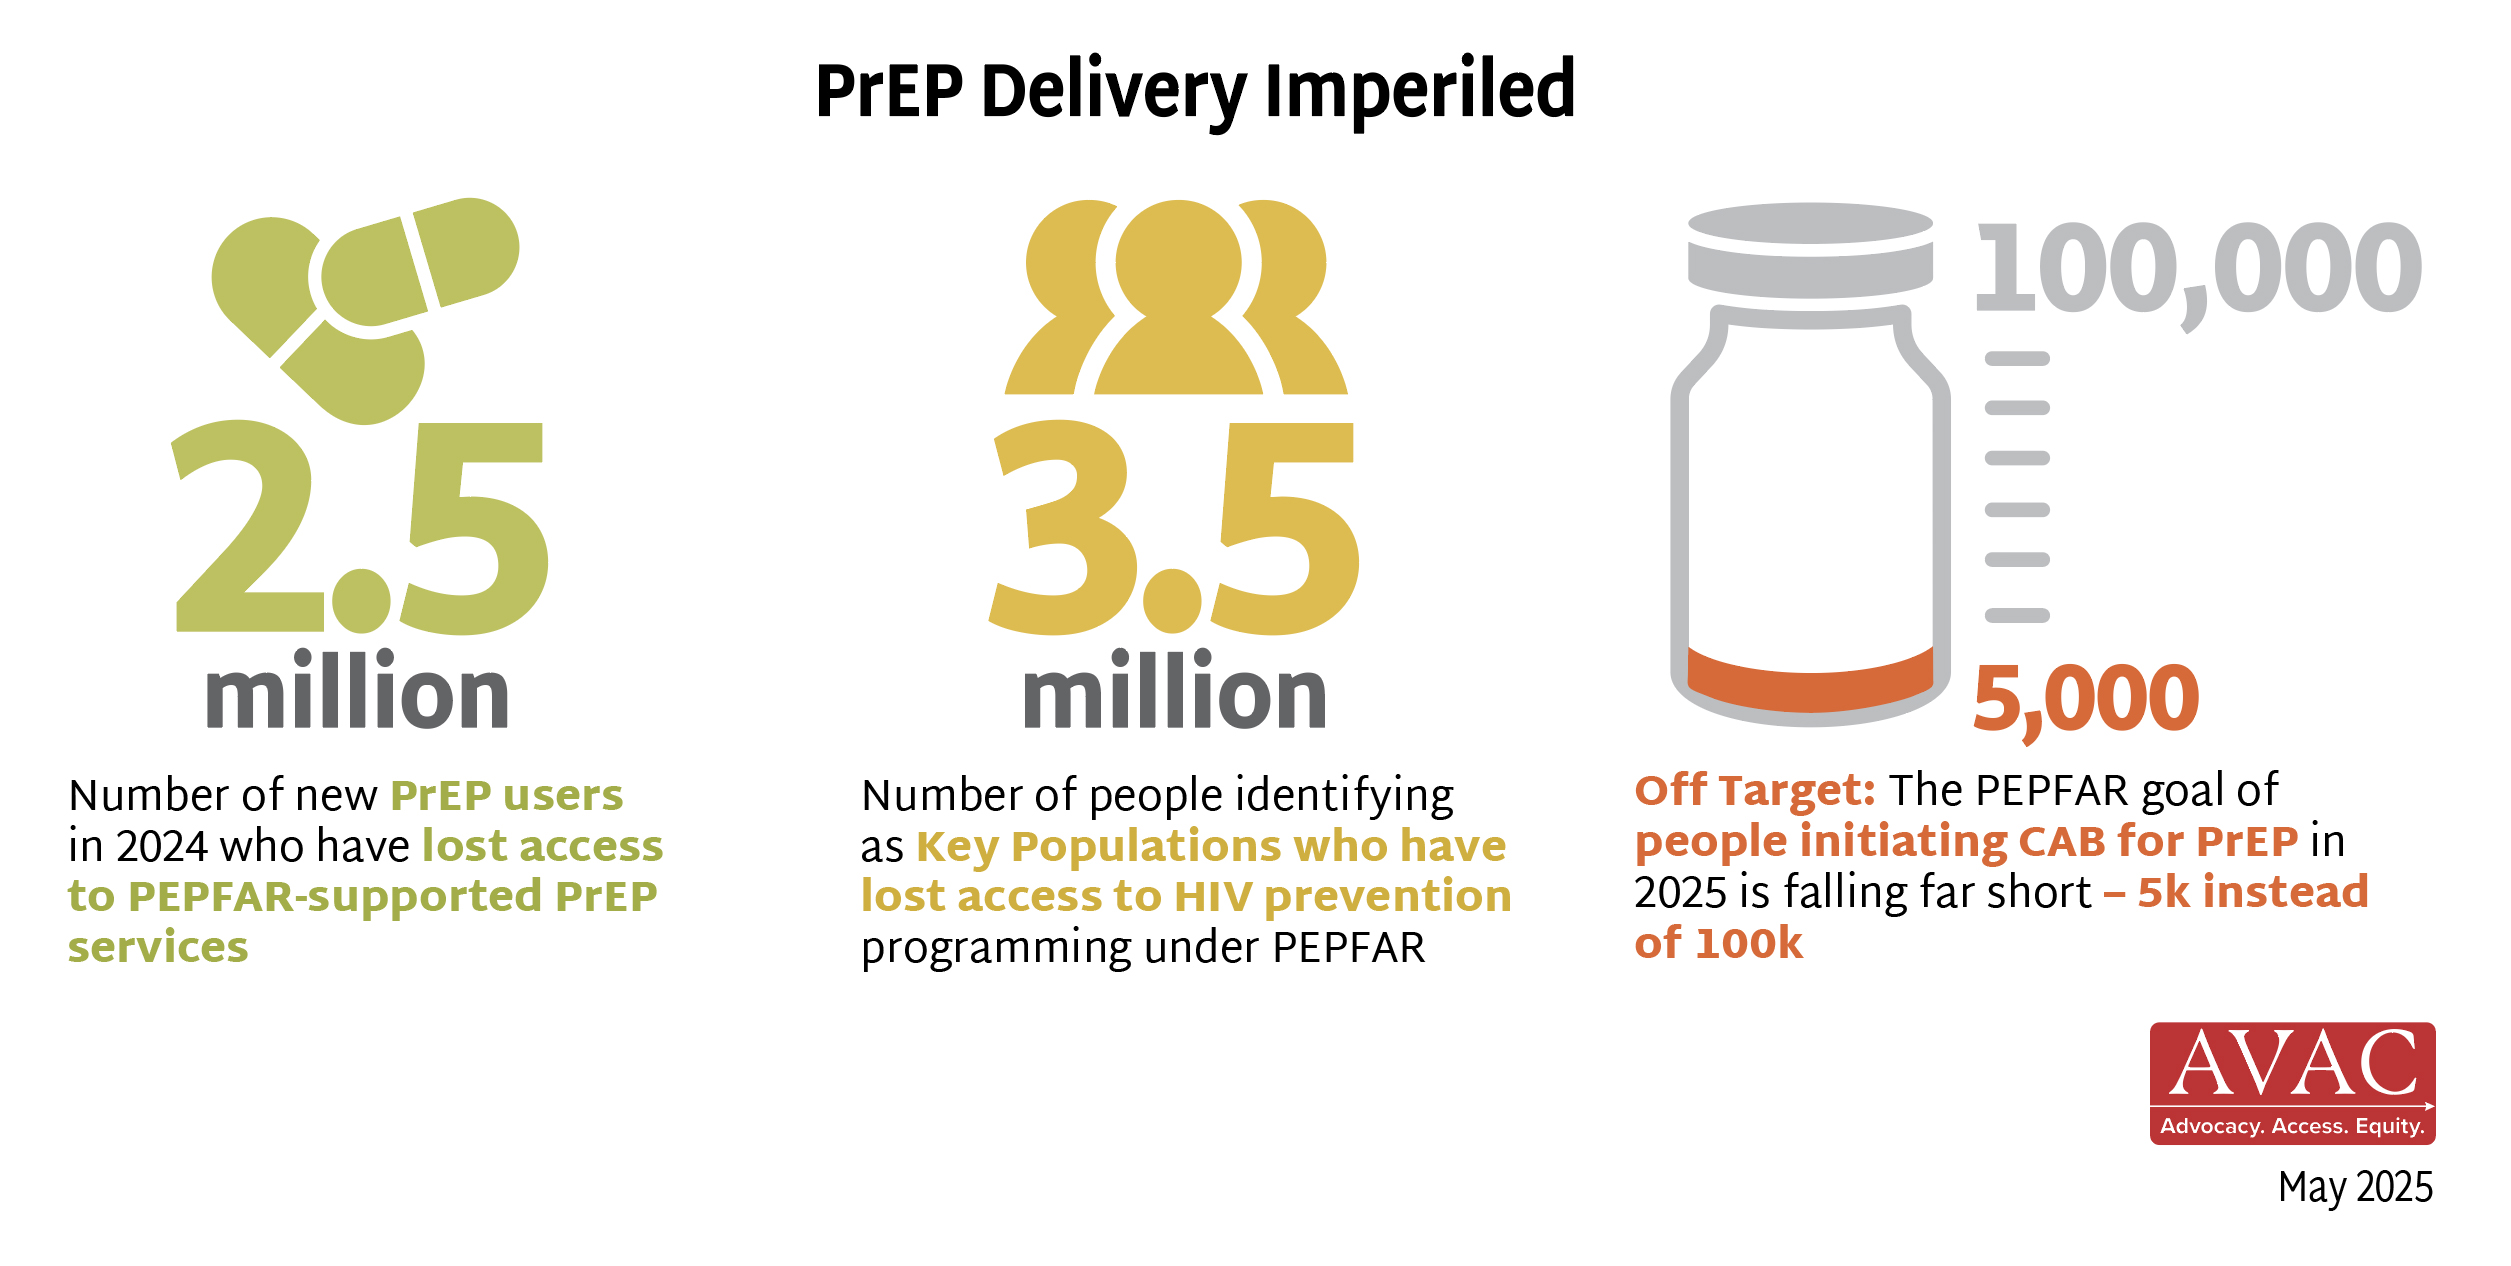 PrEP Delivery Imperiled
2.5
million
Number of new PrEP users
in 2024 who have lost access
to PEPFAR-supported PrEP
services
3.5
million
Number of people identifying
as Key Populations who have
lost access to HIV prevention
programming under PEPFAR
100,000
5,000
Off Target: The PEPFAR goal of
people initiating CAB for PrEP in
2025 is falling far short – 5k instead
of 100k
AVAC
Advocacy. Access. Equity.
May 2025